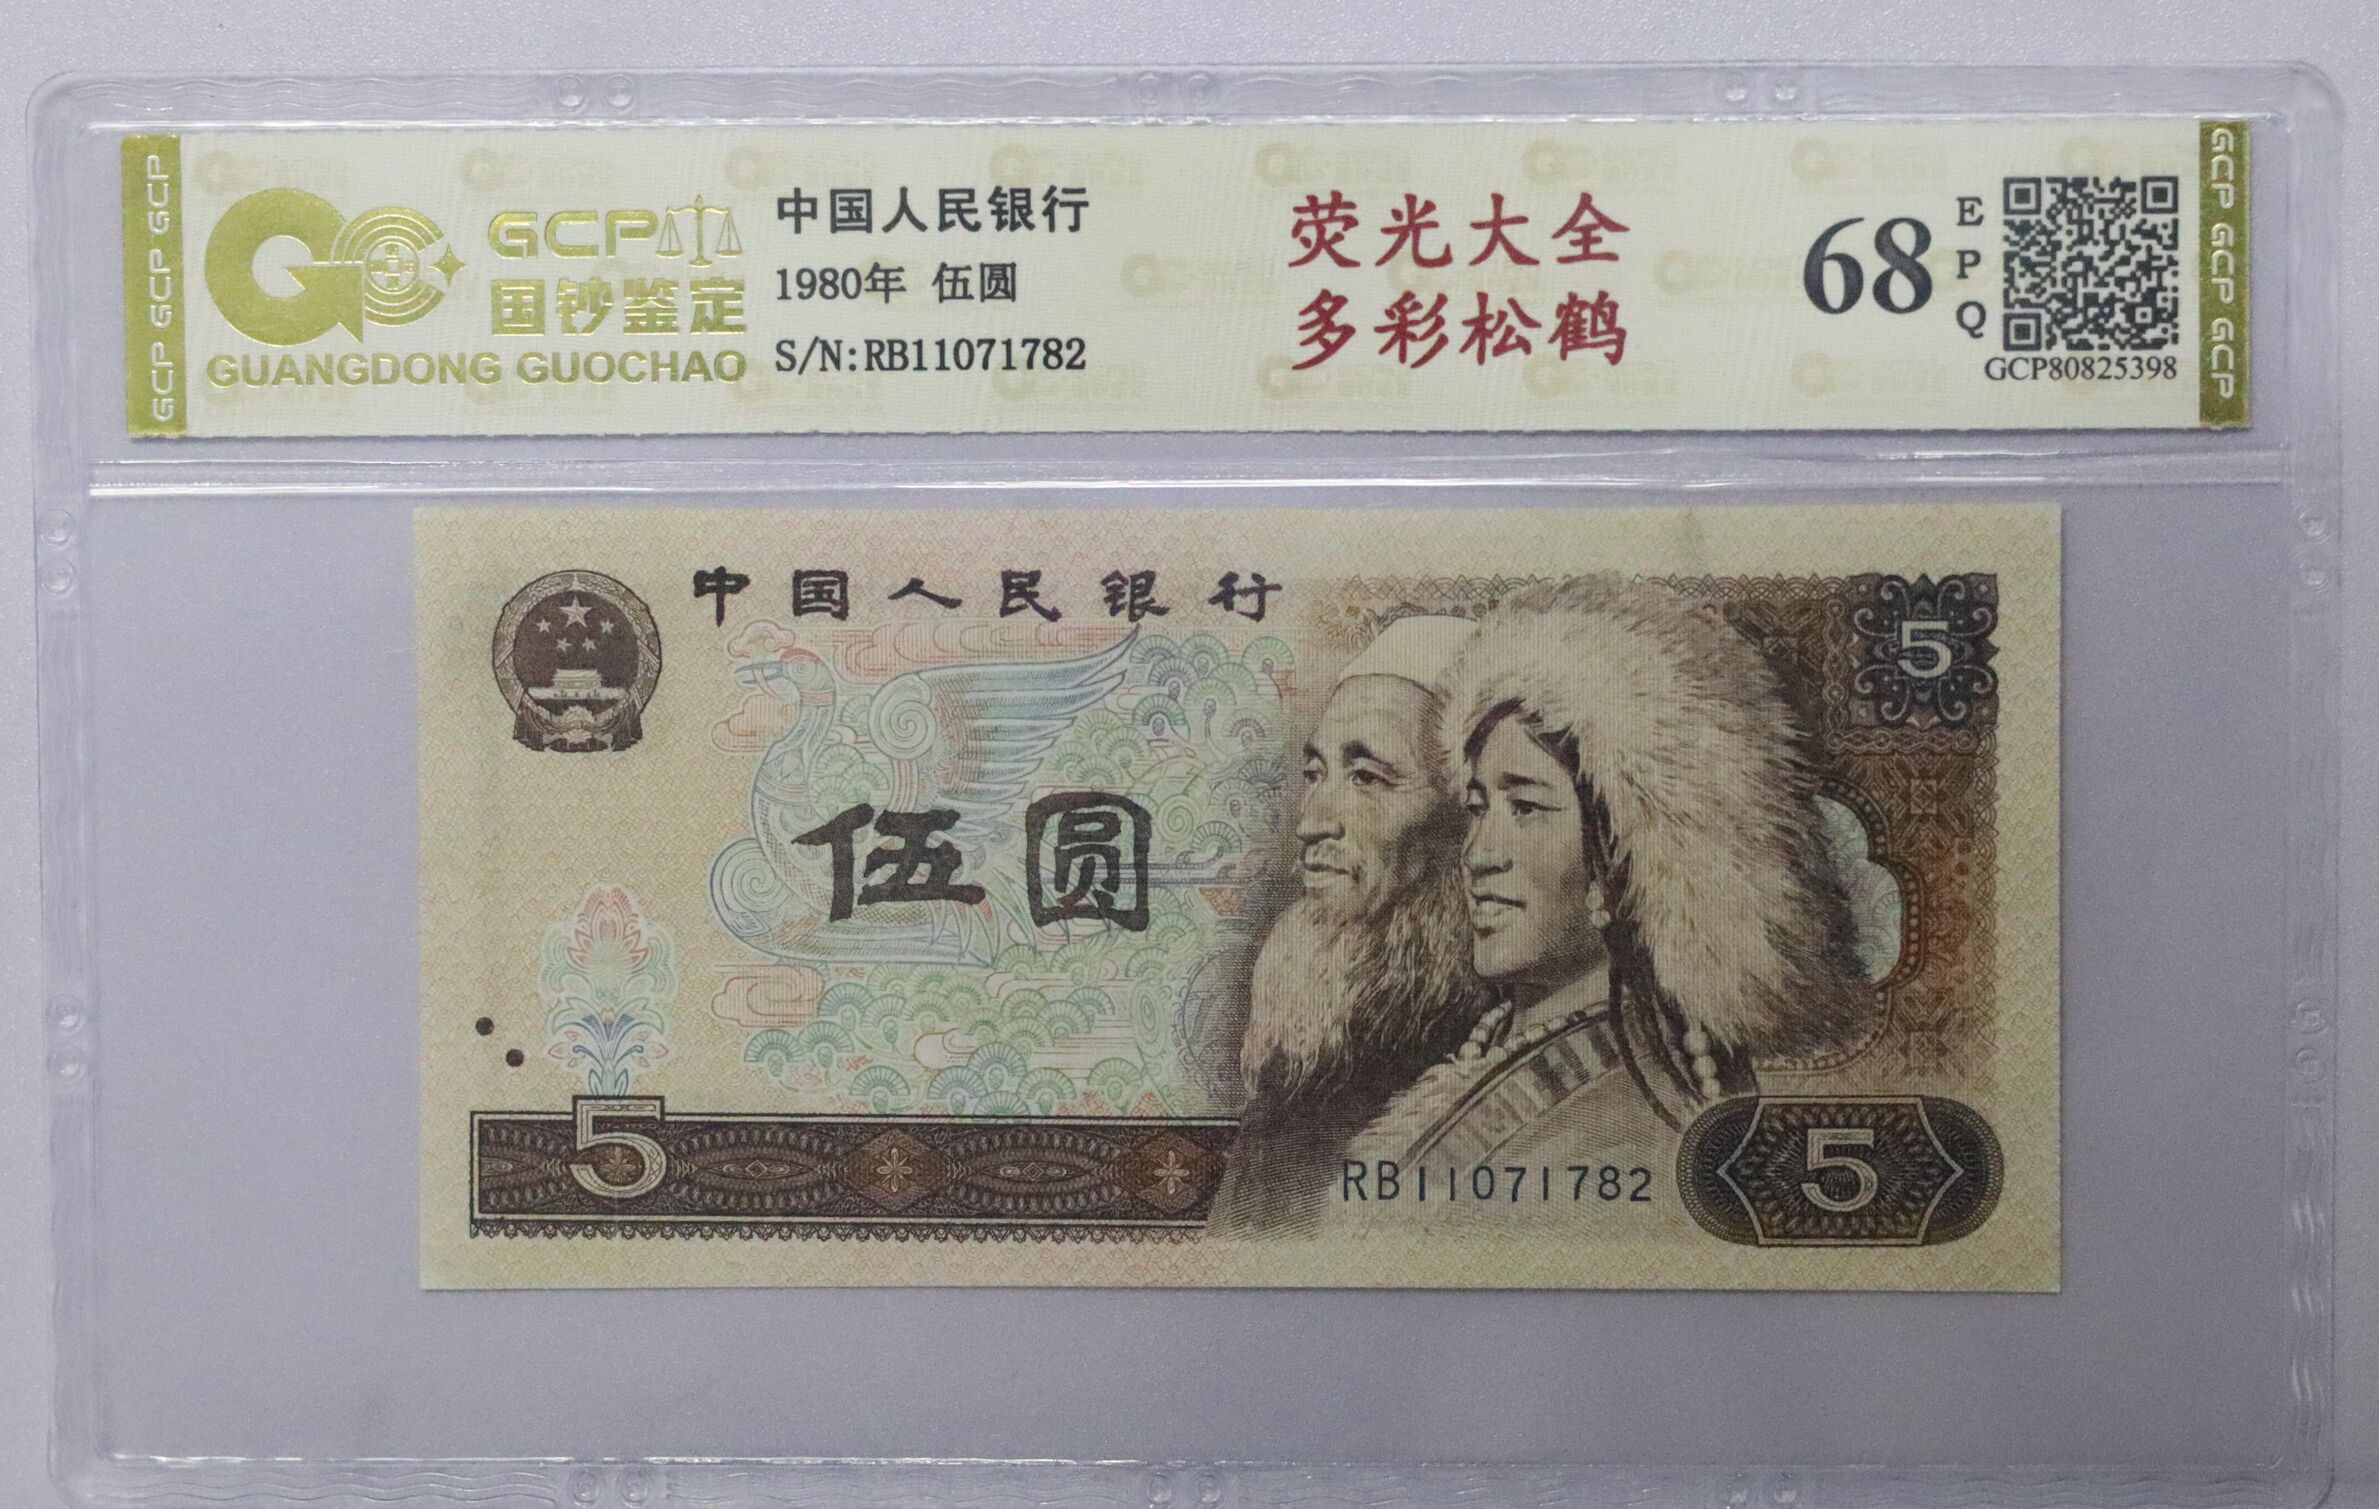 GCP GCP GCP
GCP
国钞鉴定
GUANGDONG GUOCHAO
中国人民银行
1980年 伍圆
S/N:RB11071782
荧光大全
多彩松鹤
68
E
P
Q
GCP80825398
GCP GCP GCP
中国人民银行
5
伍圆
5
RB11071782
5